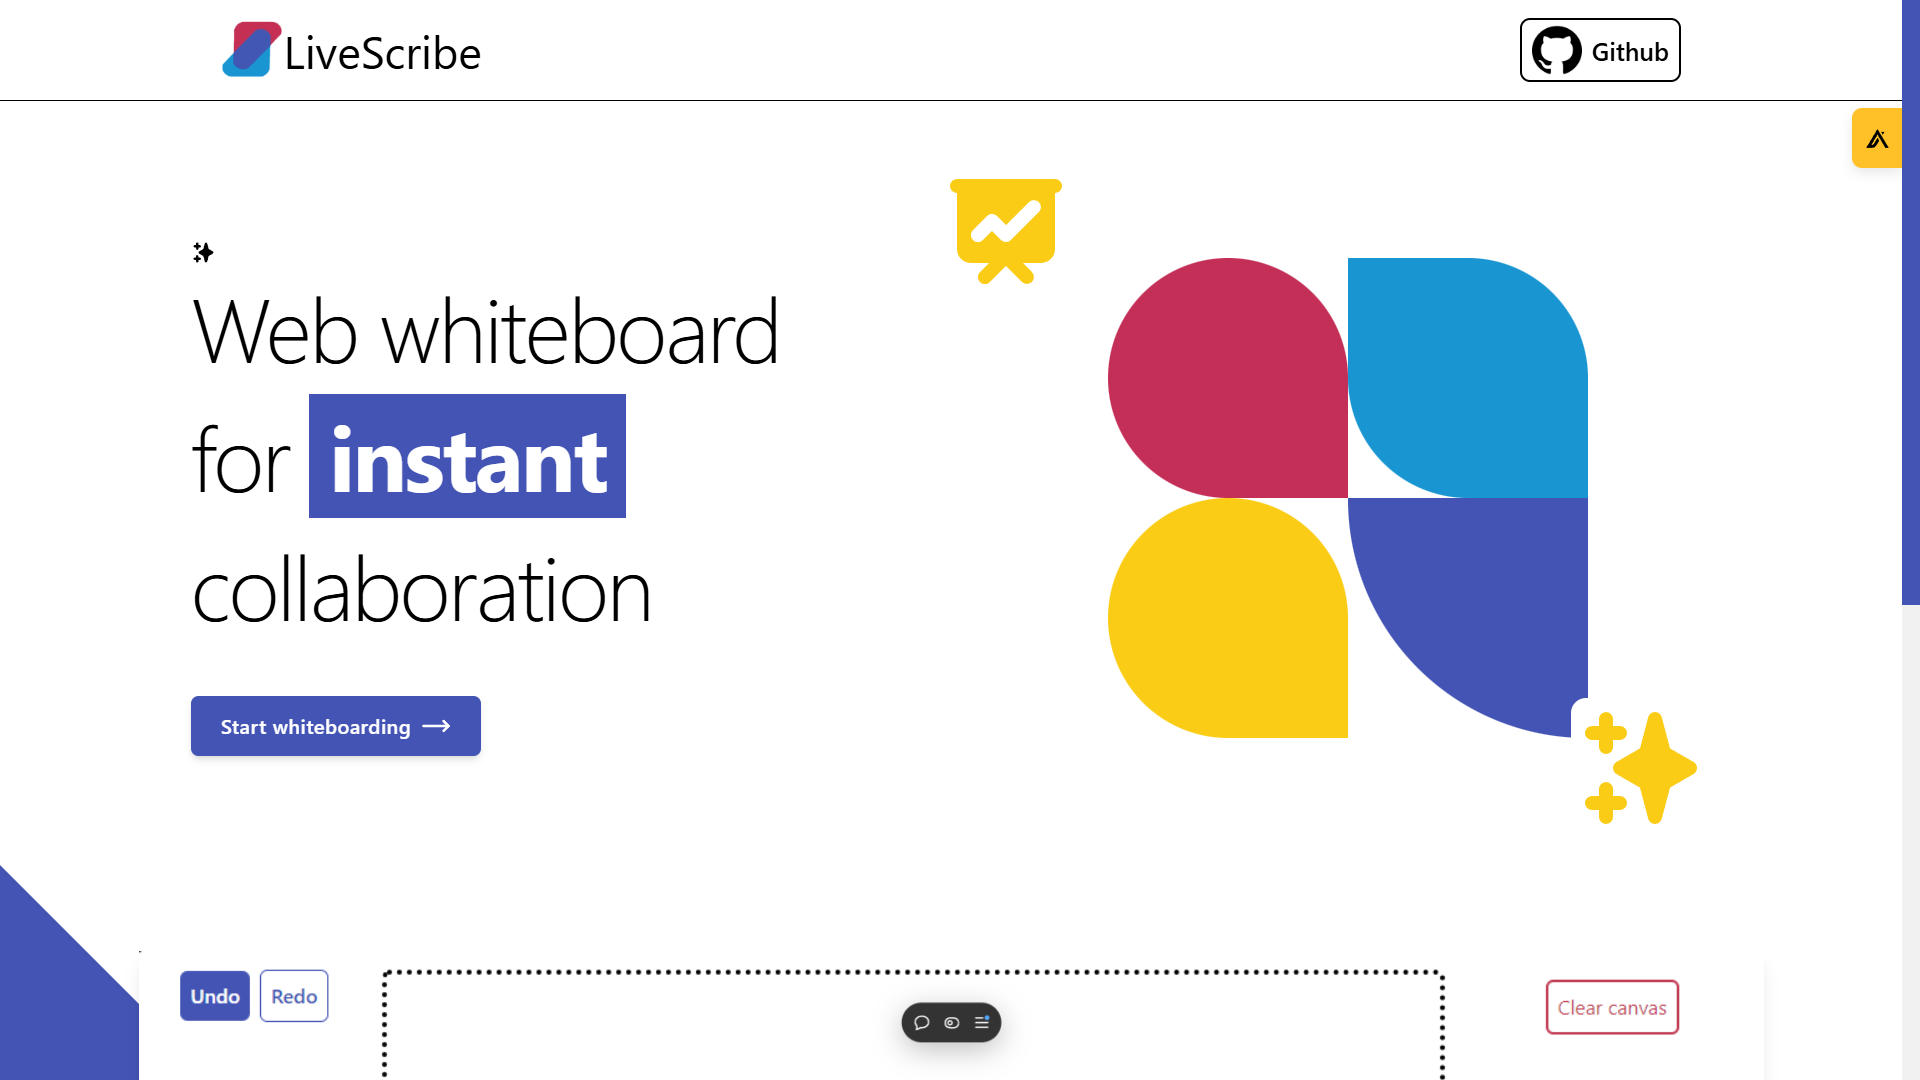 LiveScribe
Github
Web whiteboard
for instant
collaboration
Start whiteboarding
Undo
Redo
Clear canvas